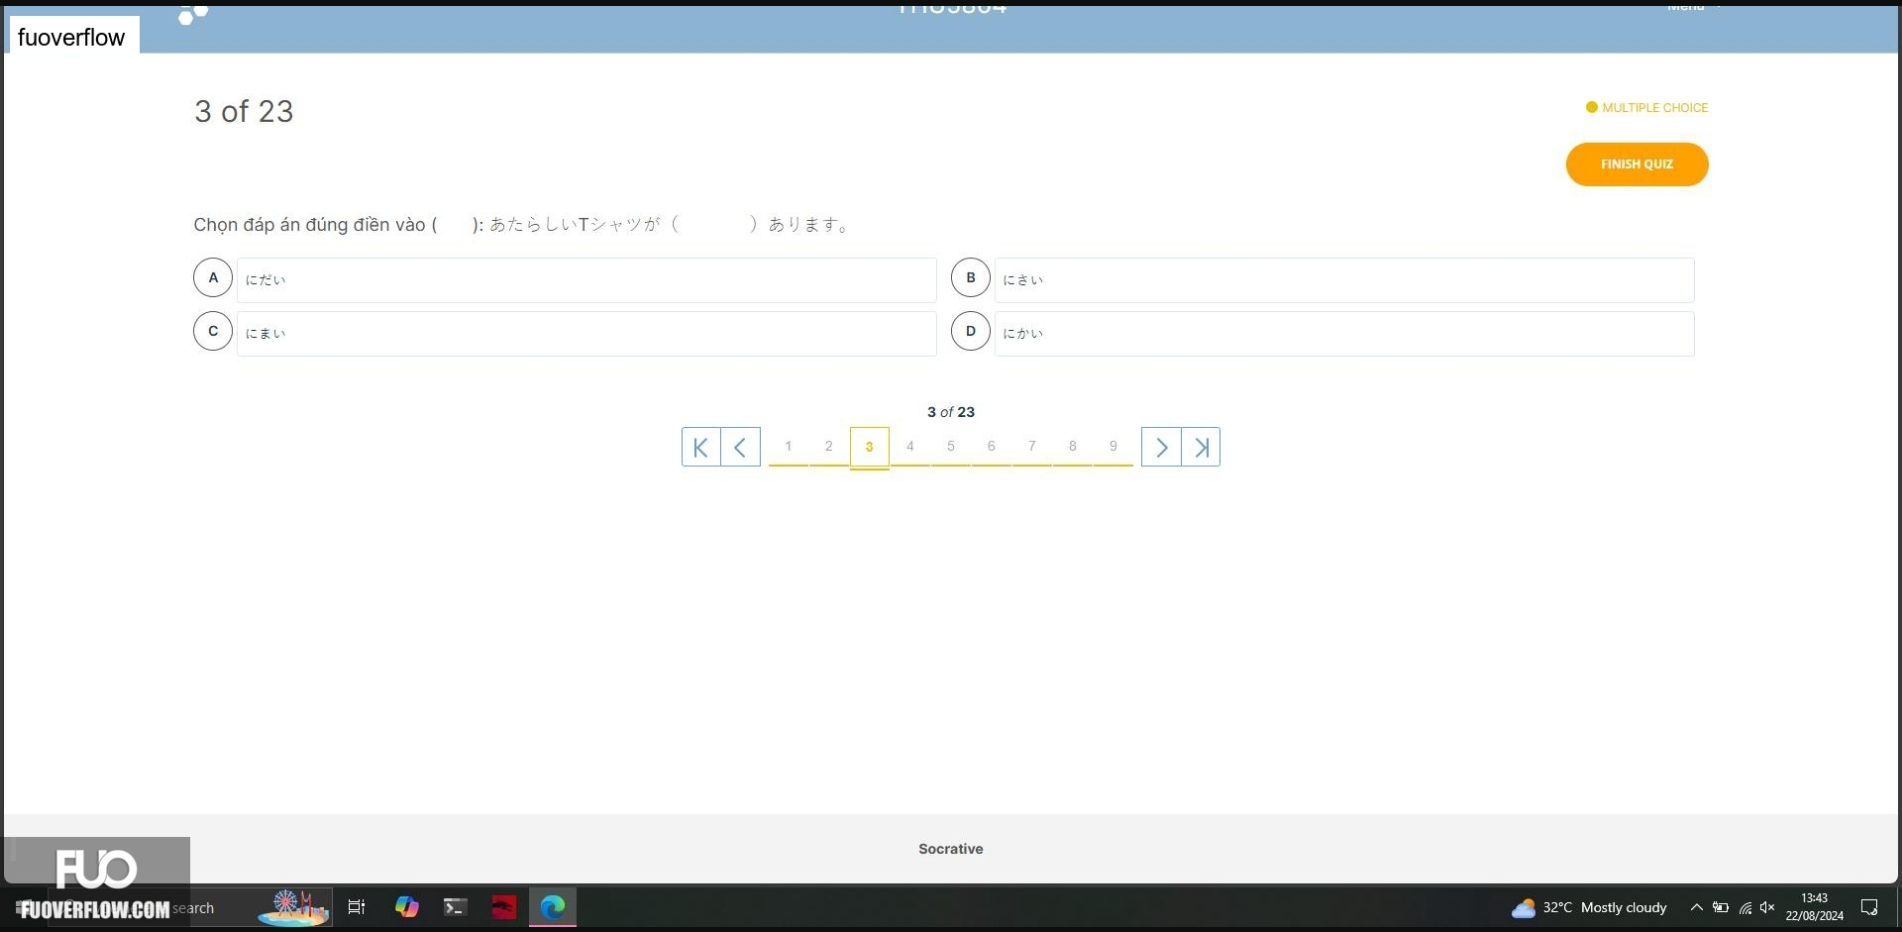 fuoverflow
3 of 23
MULTIPLE CHOICE
FINISH QUIZ
Chọn đáp án đúng điền vào ( ): あたらしいTシャツが（ ）あります。
A にだい
B にさい
C にまい
D にかい
3 of 23
1 2 3 4 5 6 7 8 9
Socrative
FUO
FUOVERFLOW.COM
search
32°C Mostly cloudy
13:43
22/08/2024